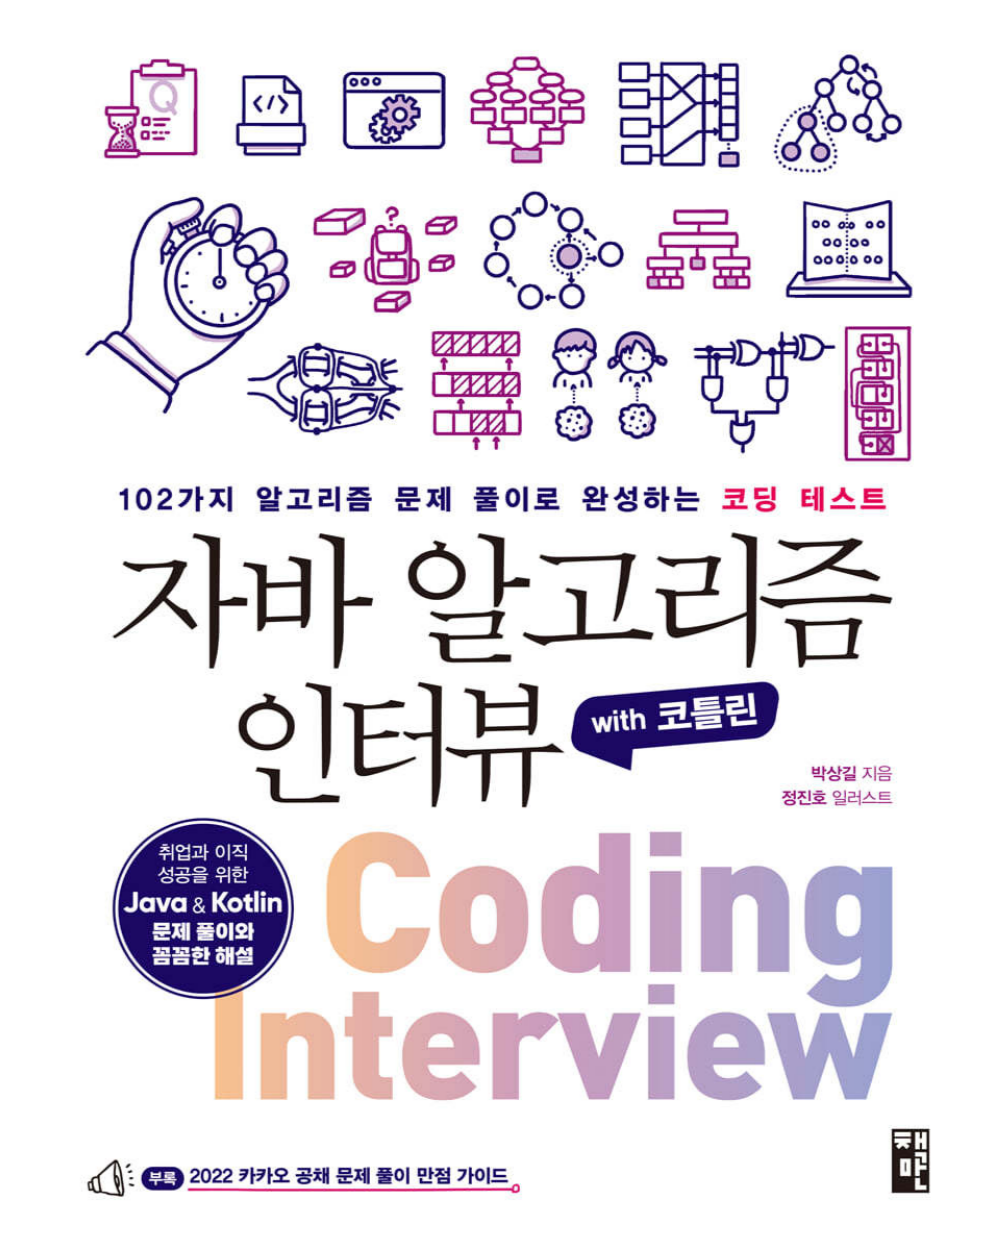 Q
</>
?
102가지 알고리즘 문제 풀이로 완성하는 코딩 테스트
자바 알고리즘
인터뷰
with 코틀린
박상길 지음
정진호 일러스트
취업과 이직
성공을 위한
Java & Kotlin
문제 풀이와
꼼꼼한 해설
Coding
Interview
부록 2022 카카오 공채 문제 풀이 만점 가이드
책만